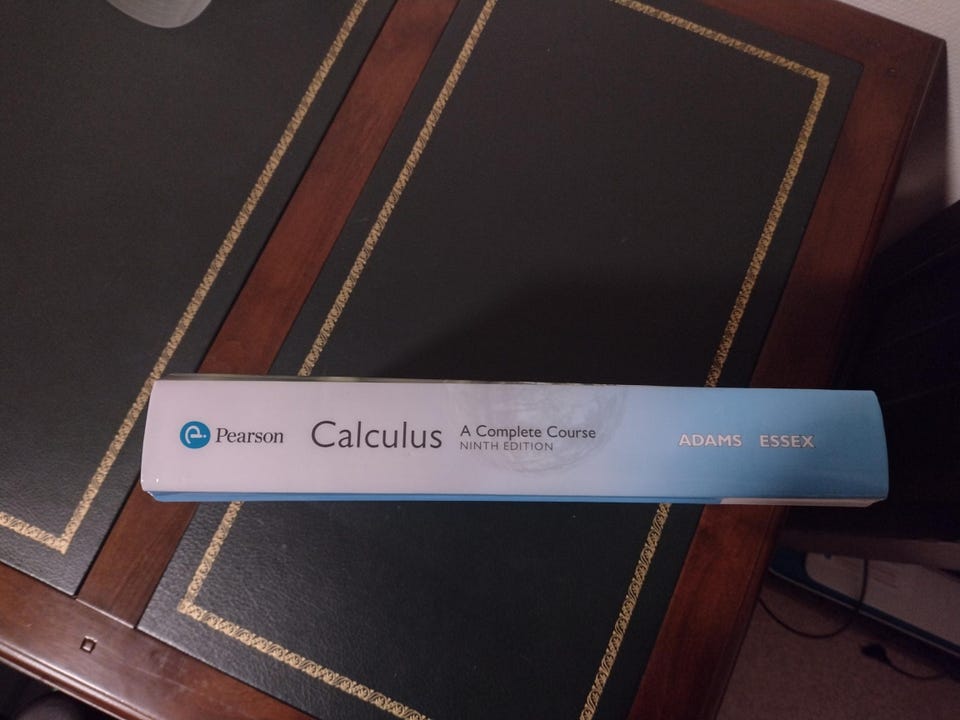 Pearson
Calculus
A Complete Course
NINTH EDITION
ADAMS ESSEX